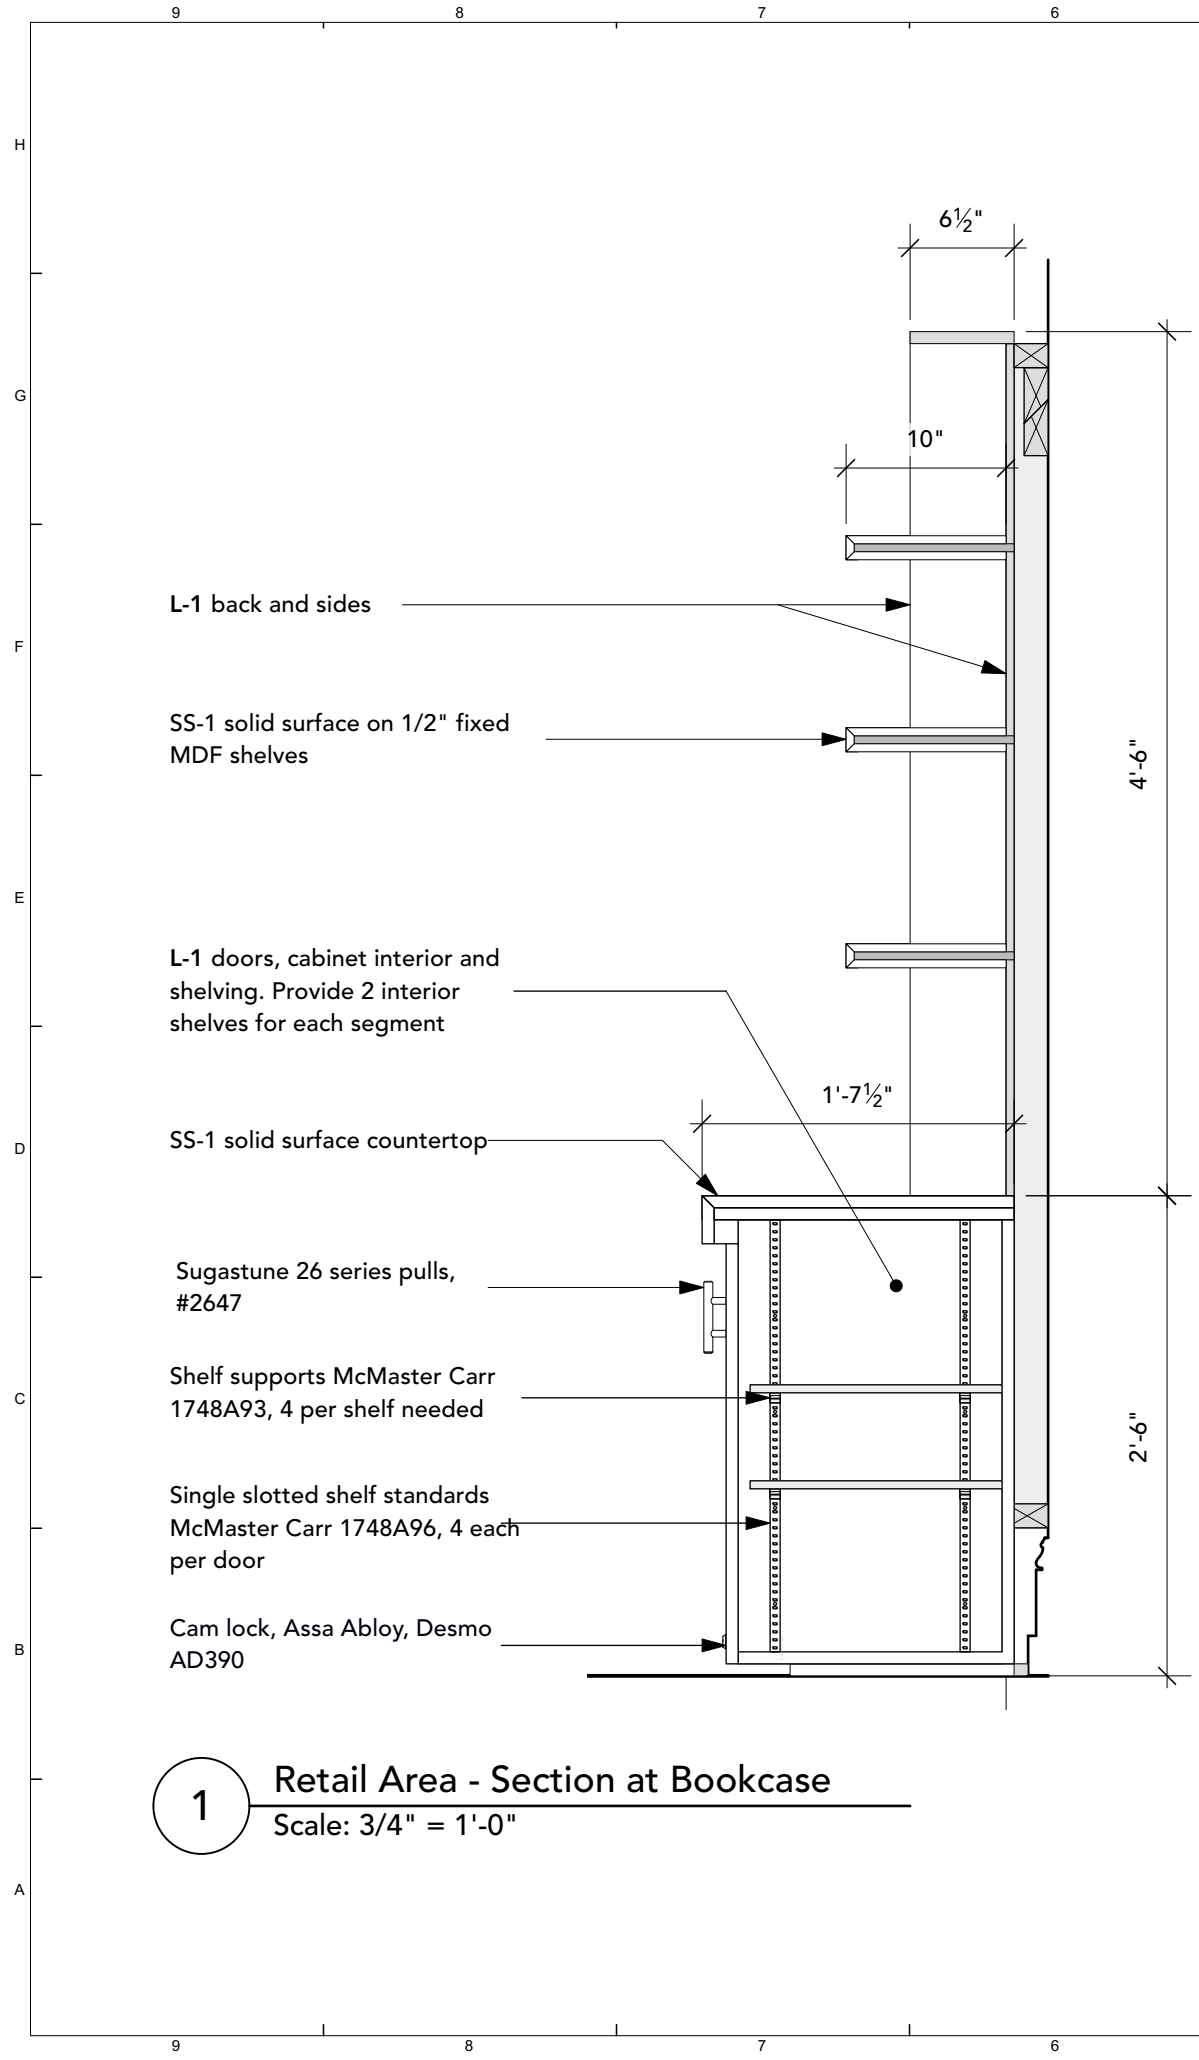 9 8 7 6
H
6½"
G
10"
L-1 back and sides
F
SS-1 solid surface on 1/2" fixed
MDF shelves
4'-6"
E
L-1 doors, cabinet interior and
shelving. Provide 2 interior
shelves for each segment
1'-7½"
D
SS-1 solid surface countertop
Sugastune 26 series pulls,
#2647
Shelf supports McMaster Carr
1748A93, 4 per shelf needed
C
2'-6"
Single slotted shelf standards
McMaster Carr 1748A96, 4 each
per door
Cam lock, Assa Abloy, Desmo
AD390
B
1
Retail Area - Section at Bookcase
Scale: 3/4" = 1'-0"
A
9 8 7 6